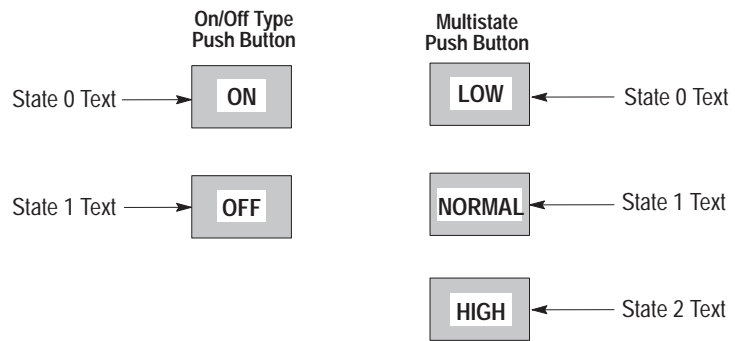 On/Off Type
Push Button
State 0 Text
ON
State 1 Text
OFF
Multistate
Push Button
LOW
State 0 Text
NORMAL
State 1 Text
HIGH
State 2 Text